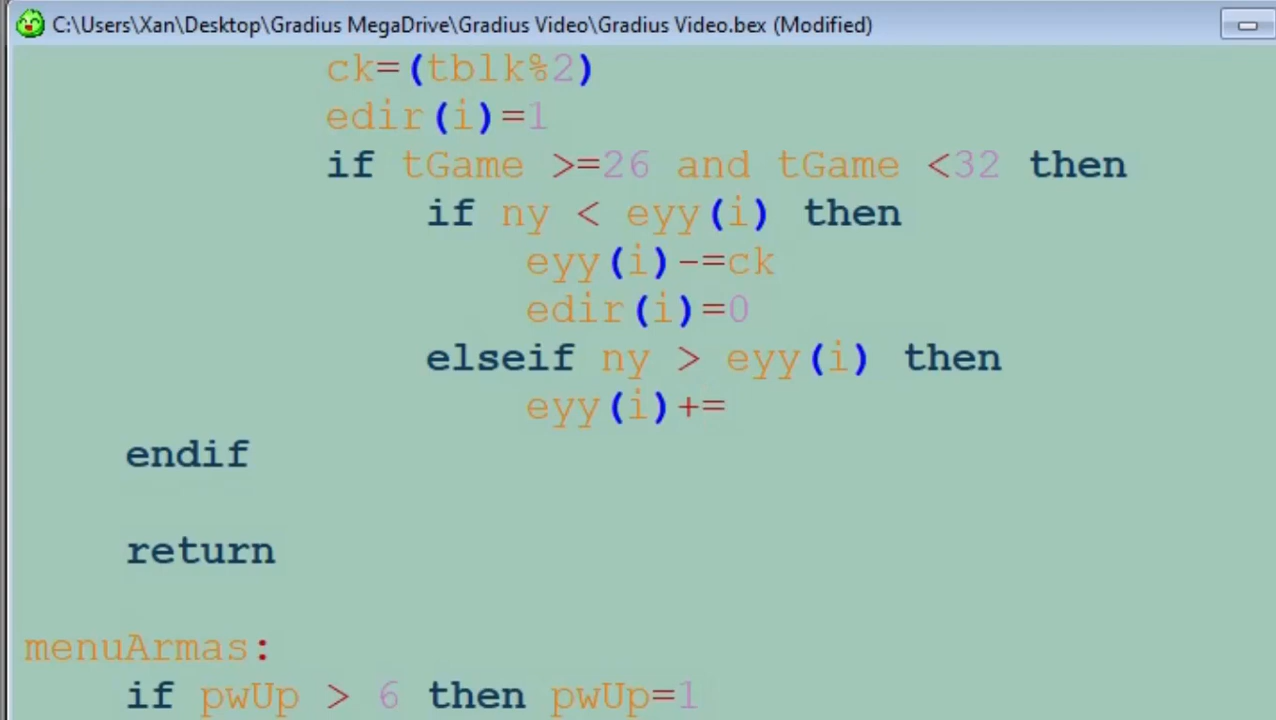 C:\Users\Xan\Desktop\Gradius MegaDrive\Gradius Video\Gradius Video.bex (Modified)
ck=(tblk%2)
edir(i)=1
if tGame >=26 and tGame <32 then
if ny < eyy(i) then
eyy(i)-=ck
edir(i)=0
elseif ny > eyy(i) then
eyy(i)+=
endif
return
menuArmas:
if pwUp > 6 then pwUp=1